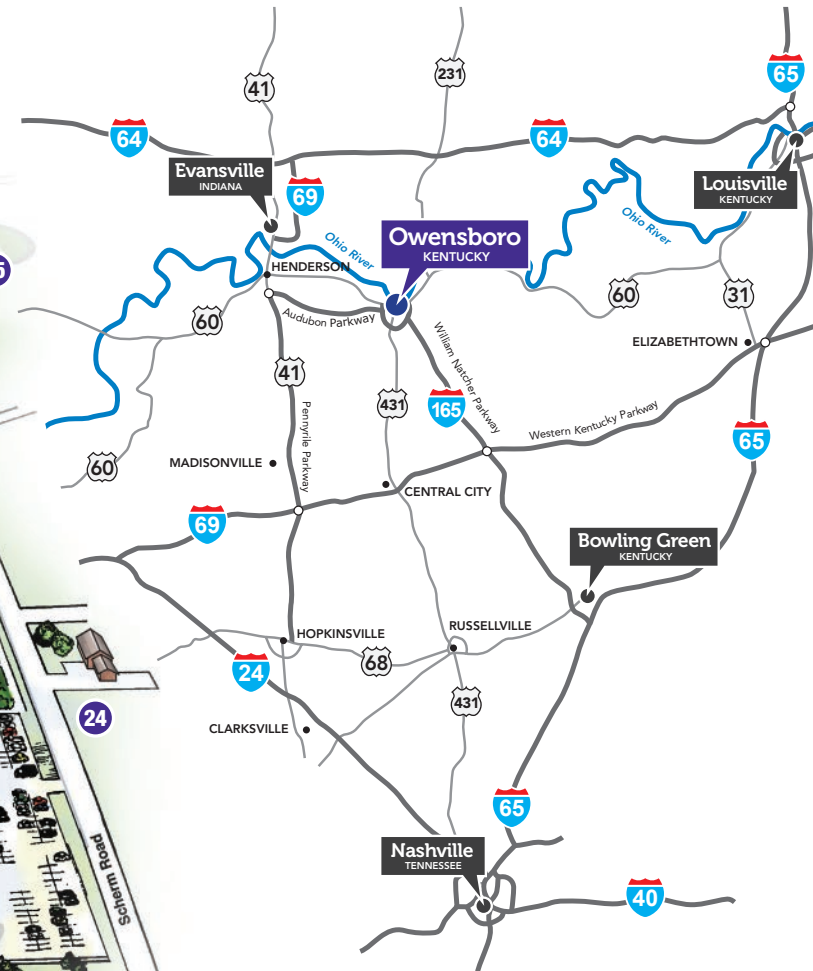 41
231
65
64
64
Evansville
INDIANA
69
Louisville
KENTUCKY
Ohio River
Ohio River
Owensboro
KENTUCKY
HENDERSON
60
60
31
Audubon Parkway
William Natcher Parkway
ELIZABETHTOWN
41
431
165
Pennyrile Parkway
Western Kentucky Parkway
65
60
MADISONVILLE
CENTRAL CITY
69
Bowling Green
KENTUCKY
HOPKINSVILLE
RUSSELLVILLE
68
24
24
431
CLARKSVILLE
65
Nashville
TENNESSEE
40
Scherm Road